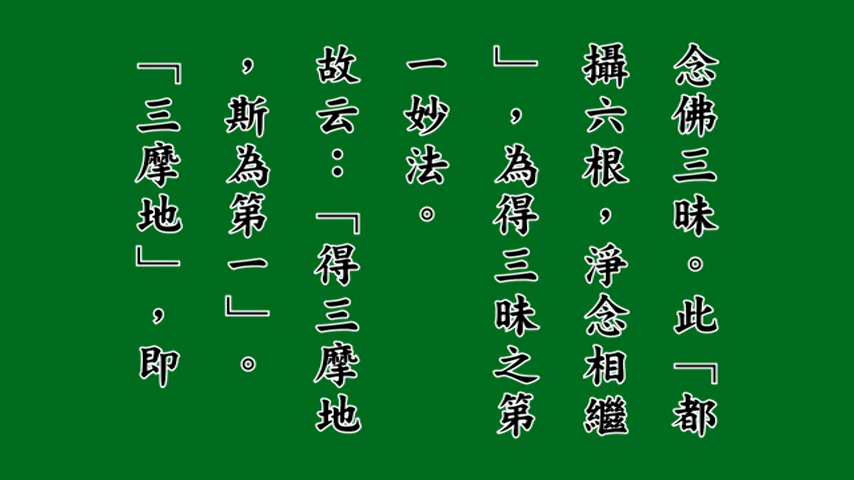 念佛三昧。此「都
攝六根，淨念相繼
」，為得三昧之第
一妙法。
故云：「得三摩地
，斯為第一」。
「三摩地」，即